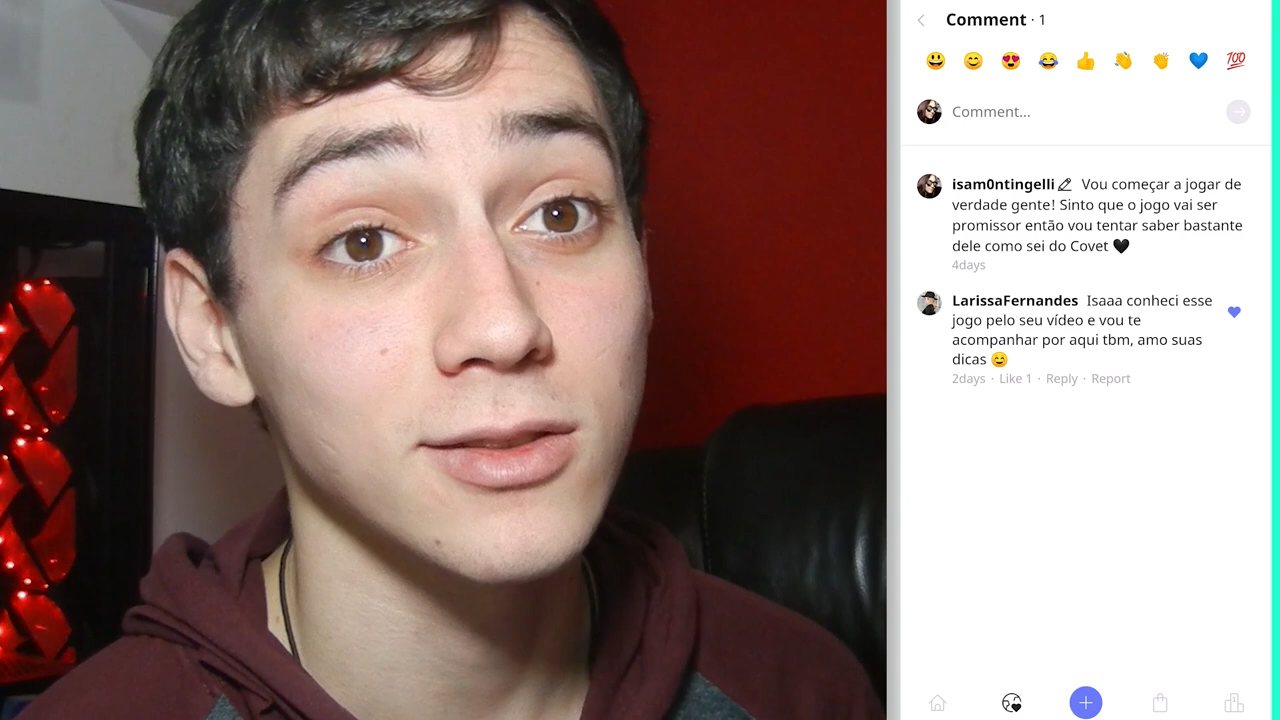 Comment · 1
Comment...
isam0ntingelli Vou começar a jogar de
verdade gente! Sinto que o jogo vai ser
promissor então vou tentar saber bastante
dele como sei do Covet 🖤
4days
LarissaFernandes Isaaa conheci esse
jogo pelo seu vídeo e vou te
acompanhar por aqui tbm, amo suas
dicas 😊
2days · Like 1 · Reply · Report